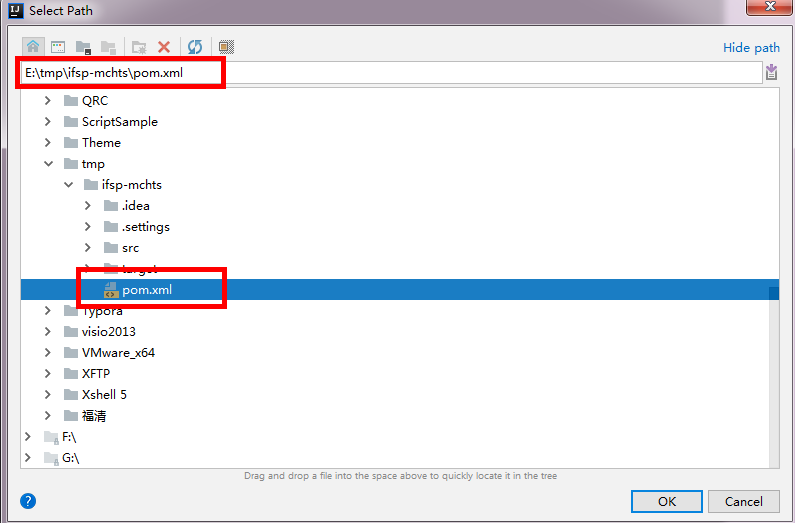 Select Path
Hide path
E:\tmp\ifsp-mchts\pom.xml
QRC
ScriptSample
Theme
tmp
ifsp-mchts
.idea
.settings
src
target
pom.xml
Typora
visio2013
VMware_x64
XFTP
Xshell 5
福清
F:\
G:\
Drag and drop a file into the space above to quickly locate it in the tree
?
OK
Cancel